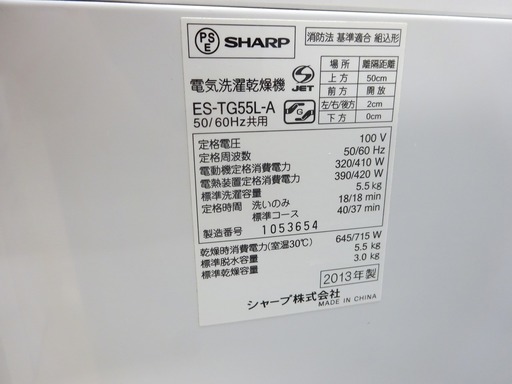 PS E SHARP
消防法 基準適合 組込形
場所 離隔距離
上方 50cm
前方 開放
左/右/後方 2cm
下方 0cm
電気洗濯乾燥機
JET
ES-TG55L-A
G
50/60Hz共用
定格電圧 100 V
定格周波数 50/60 Hz
電動機定格消費電力 320/410 W
電熱装置定格消費電力 390/420 W
標準洗濯容量 5.5 kg
定格時間 洗いのみ 18/18 min
標準コース 40/37 min
製造番号 1053654
乾燥時消費電力(室温30℃) 645/715 W
標準脱水容量 5.5 kg
標準乾燥容量 3.0 kg
2013年製
シャープ株式会社
MADE IN CHINA